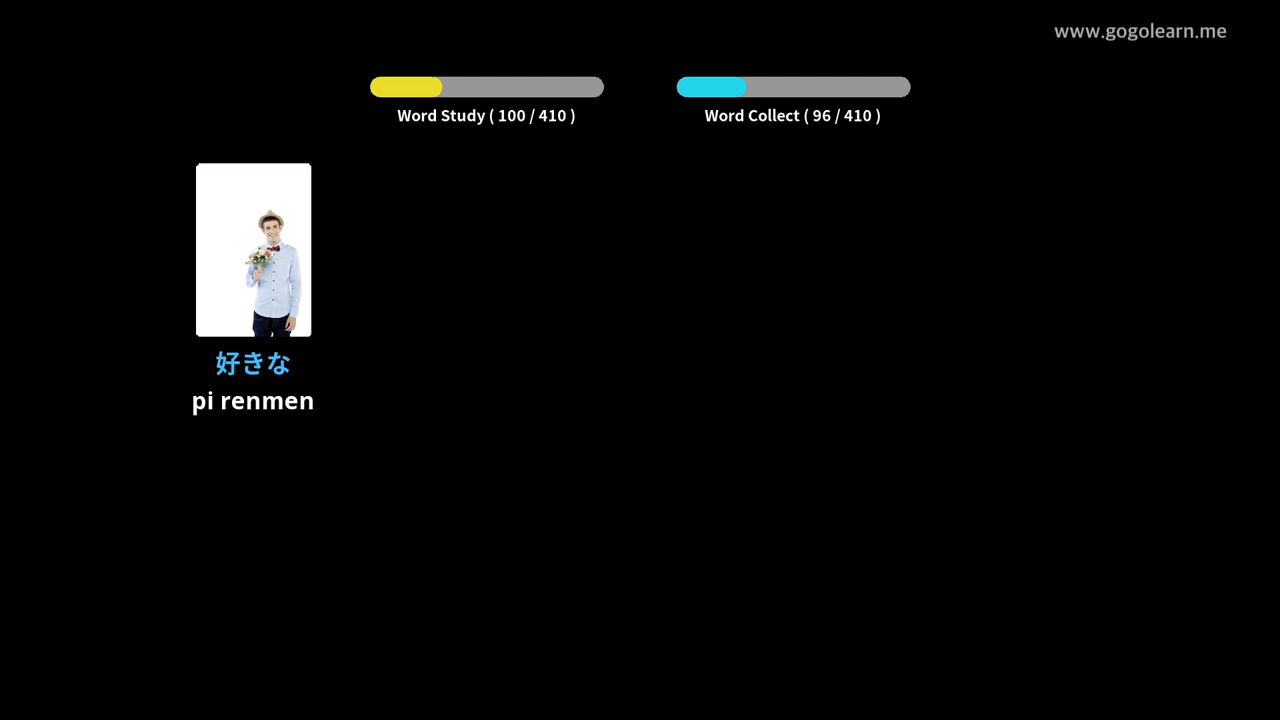 www.gogolearn.me
Word Study ( 100 / 410 )
Word Collect ( 96 / 410 )
好きな
pi renmen